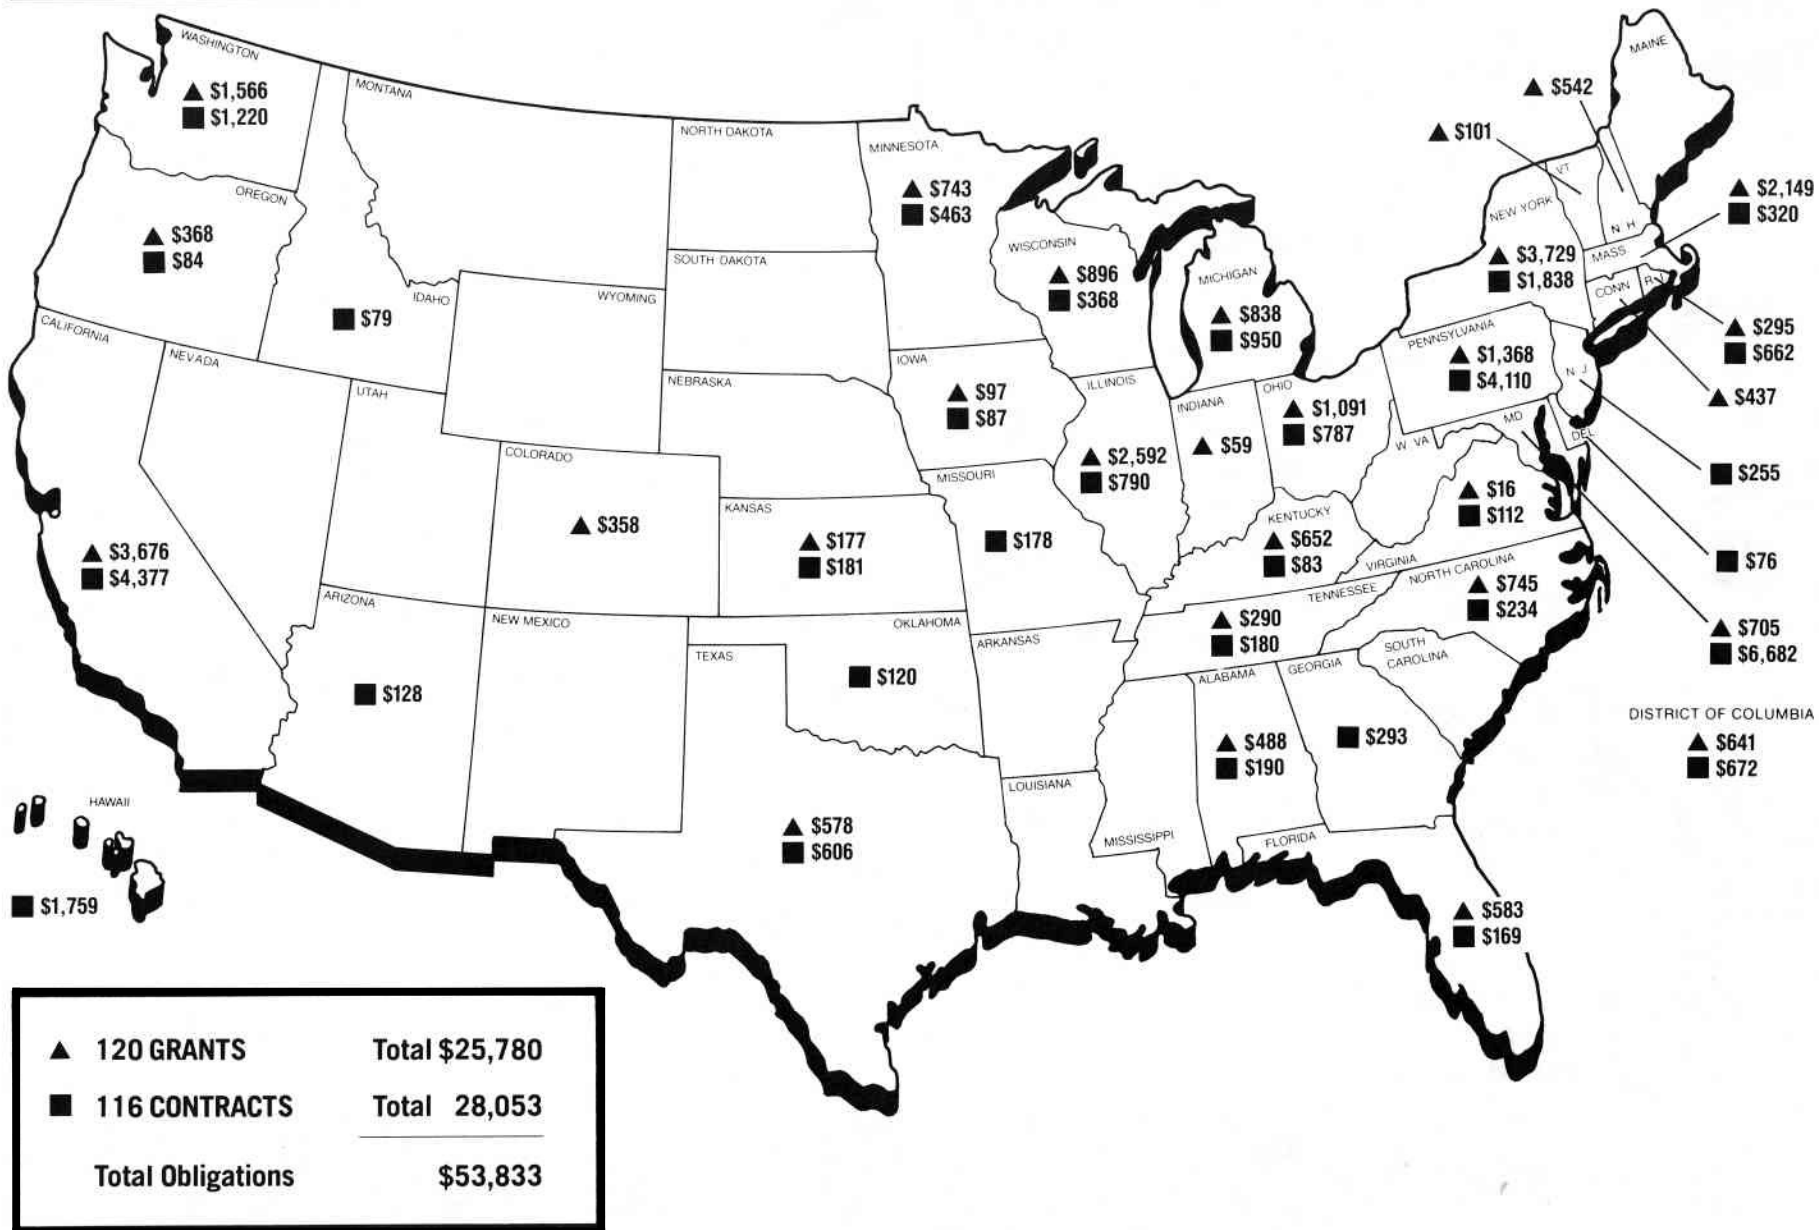 WASHINGTON
▲ $1,566
■ $1,220
OREGON
▲ $368
■ $84
CALIFORNIA
▲ $3,676
■ $4,377
NEVADA
IDAHO
■ $79
MONTANA
WYOMING
UTAH
COLORADO
▲ $358
ARIZONA
■ $128
NEW MEXICO
NORTH DAKOTA
SOUTH DAKOTA
NEBRASKA
KANSAS
▲ $177
■ $181
OKLAHOMA
■ $120
TEXAS
▲ $578
■ $606
MINNESOTA
▲ $743
■ $463
IOWA
▲ $97
■ $87
MISSOURI
■ $178
ARKANSAS
LOUISIANA
WISCONSIN
▲ $896
■ $368
ILLINOIS
▲ $2,592
■ $790
MICHIGAN
▲ $838
■ $950
INDIANA
▲ $59
OHIO
▲ $1,091
■ $787
KENTUCKY
▲ $652
■ $83
TENNESSEE
▲ $290
■ $180
MISSISSIPPI
ALABAMA
▲ $488
■ $190
GEORGIA
■ $293
FLORIDA
▲ $583
■ $169
SOUTH
CAROLINA
NORTH CAROLINA
▲ $745
■ $234
VIRGINIA
▲ $16
■ $112
W. VA
PENNSYLVANIA
▲ $1,368
■ $4,110
NEW YORK
▲ $3,729
■ $1,838
MAINE
▲ $542
▲ $101
VT
N H
MASS
▲ $2,149
■ $320
CONN
R I
▲ $295
■ $662
▲ $437
N J
■ $255
MD
DEL
■ $76
▲ $705
■ $6,682
DISTRICT OF COLUMBIA
▲ $641
■ $672
HAWAII
■ $1,759
▲ 120 GRANTS Total $25,780
■ 116 CONTRACTS Total 28,053
Total Obligations $53,833